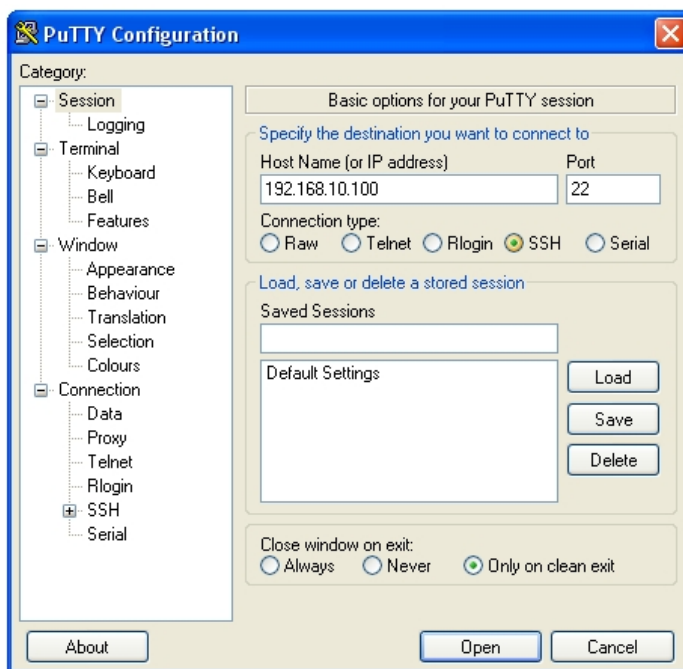 PuTTY Configuration
Category:
Session
Logging
Terminal
Keyboard
Bell
Features
Window
Appearance
Behaviour
Translation
Selection
Colours
Connection
Data
Proxy
Telnet
Rlogin
SSH
Serial
Basic options for your PuTTY session
Specify the destination you want to connect to
Host Name (or IP address) Port
192.168.10.100 22
Connection type:
Raw Telnet Rlogin SSH Serial
Load, save or delete a stored session
Saved Sessions
Default Settings
Load
Save
Delete
Close window on exit:
Always Never Only on clean exit
About Open Cancel